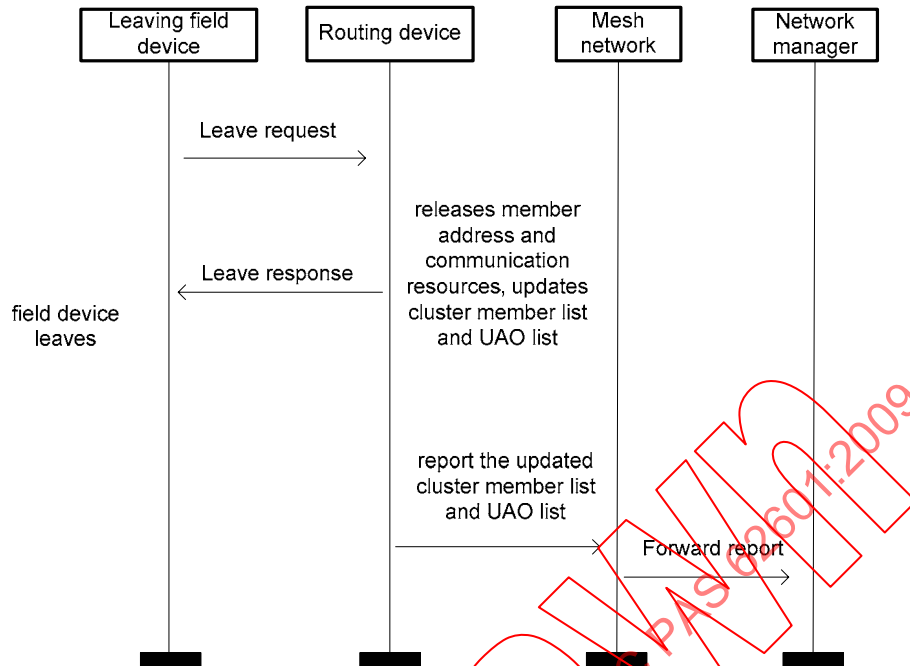 Leaving field
device
Routing device
Mesh
network
Network
manager
Leave request
releases member
address and
communication
resources, updates
cluster member list
and UAO list
Leave response
field device
leaves
report the updated
cluster member list
and UAO list
Forward report
PAS 62601:2009